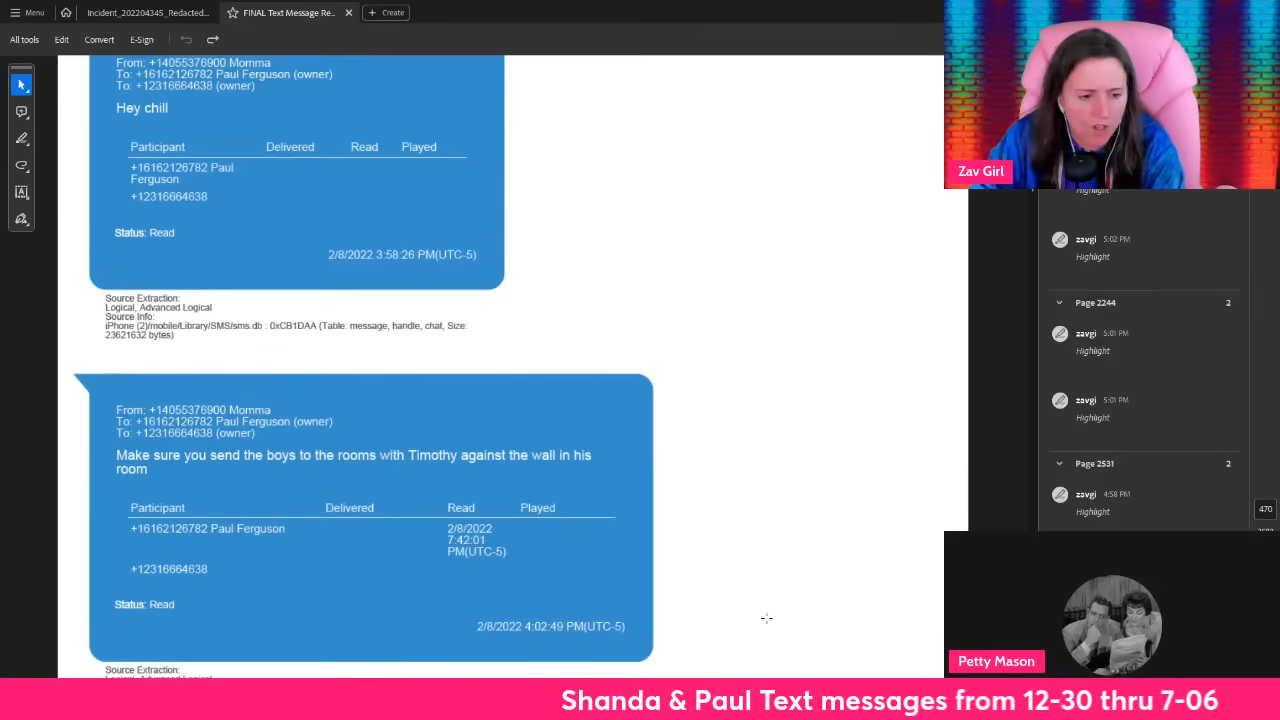 Menu
Incident_202204345_Redacted...
FINAL Text Message Re...
Create
All tools
Edit
Convert
E-Sign
From: +14055376900 Momma
To: +16162126782 Paul Ferguson (owner)
To: +12316664638 (owner)
Hey chill
Participant Delivered Read Played
+16162126782 Paul
Ferguson
+12316664638
Status: Read
2/8/2022 3:58:26 PM(UTC-5)
Source Extraction:
Logical, Advanced Logical
Source Info:
iPhone (2)/mobile/Library/SMS/sms.db : 0xCB1DAA (Table: message, handle, chat, Size:
23621632 bytes)
From: +14055376900 Momma
To: +16162126782 Paul Ferguson (owner)
To: +12316664638 (owner)
Make sure you send the boys to the rooms with Timothy against the wall in his
room
Participant Delivered Read Played
+16162126782 Paul Ferguson 2/8/2022
7:42:01
PM(UTC-5)
+12316664638
Status: Read
2/8/2022 4:02:49 PM(UTC-5)
Source Extraction:
Zav Girl
zavgi 5:02 PM
Highlight
Page 2244 2
zavgi 5:01 PM
Highlight
zavgi 5:01 PM
Highlight
Page 2531 2
zavgi 4:58 PM
Highlight
470
Petty Mason
Shanda & Paul Text messages from 12-30 thru 7-06